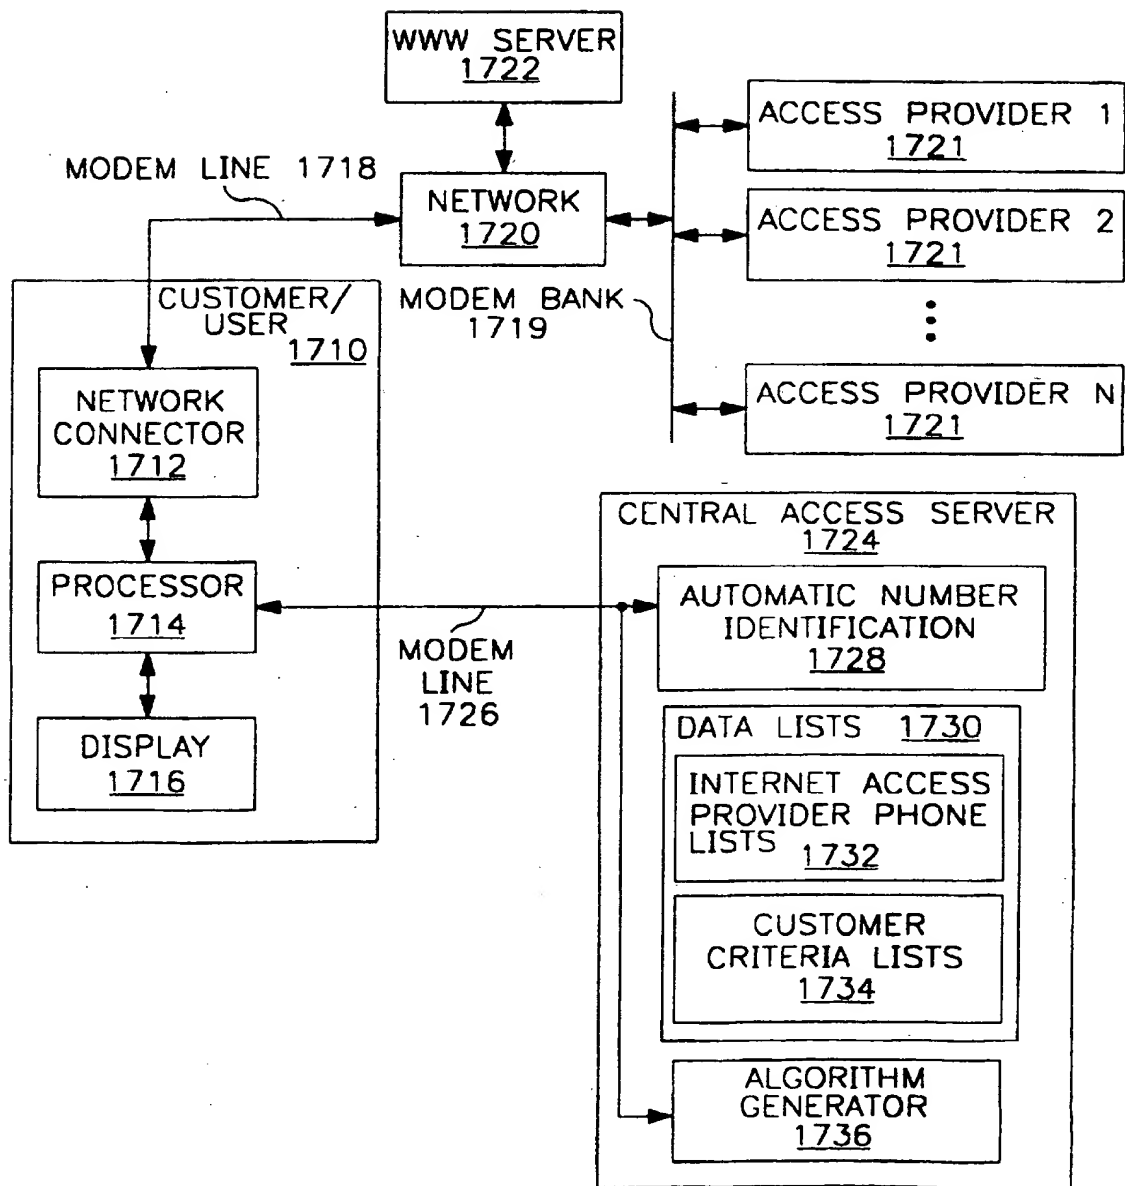 WWW SERVER
1722
ACCESS PROVIDER 1
1721
MODEM LINE 1718
NETWORK
1720
ACCESS PROVIDER 2
1721
CUSTOMER/
USER
1710
MODEM BANK
1719
ACCESS PROVIDER N
1721
NETWORK
CONNECTOR
1712
CENTRAL ACCESS SERVER
1724
PROCESSOR
1714
AUTOMATIC NUMBER
IDENTIFICATION
1728
MODEM
LINE
1726
DISPLAY
1716
DATA LISTS 1730
INTERNET ACCESS
PROVIDER PHONE
LISTS 1732
CUSTOMER
CRITERIA LISTS
1734
ALGORITHM
GENERATOR
1736